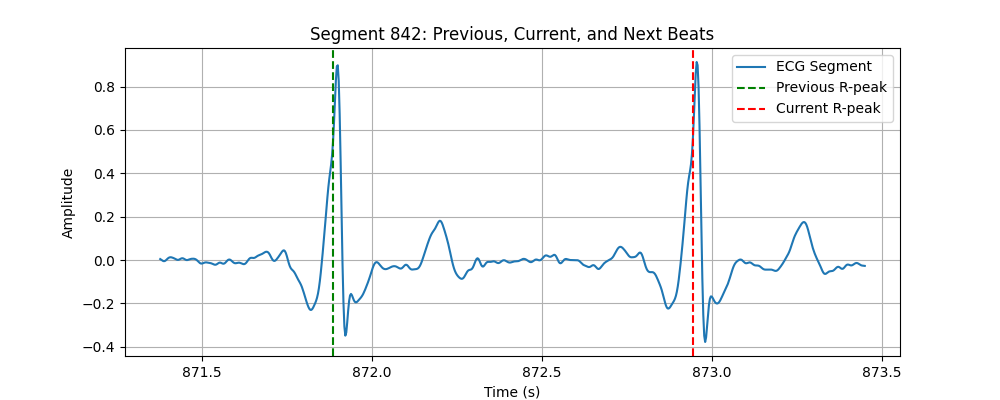 Segment 842: Previous, Current, and Next Beats
ECG Segment
Previous R-peak
Current R-peak
Amplitude
0.8
0.6
0.4
0.2
0.0
−0.2
−0.4
871.5 872.0 872.5 873.0 873.5
Time (s)